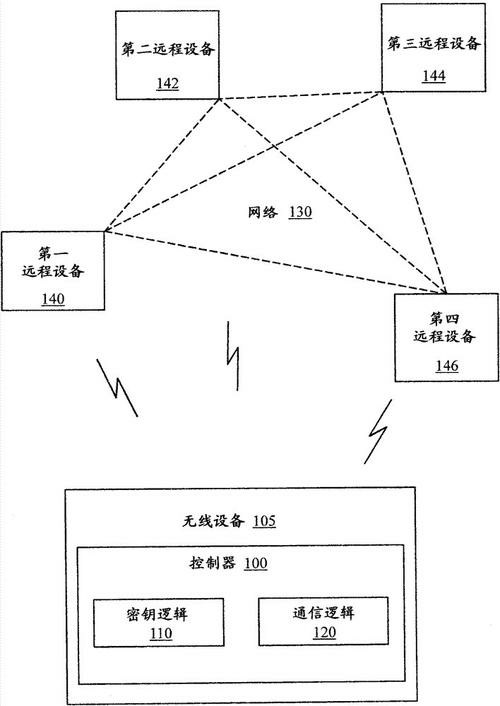 第二远程设备
142
第三远程设备
144
网络 130
第一
远程设备
140
第四
远程设备
146
无线设备 105
控制器 100
密钥逻辑
110
通信逻辑
120